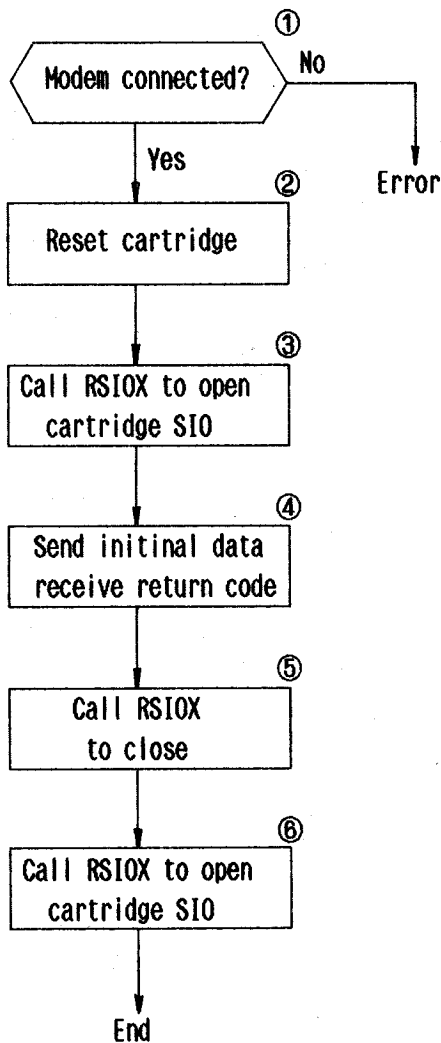 ①
Modem connected?
No
Yes
Error
②
Reset cartridge
③
Call RSIOX to open
cartridge SIO
④
Send initinal data
receive return code
⑤
Call RSIOX
to close
⑥
Call RSIOX to open
cartridge SIO
End